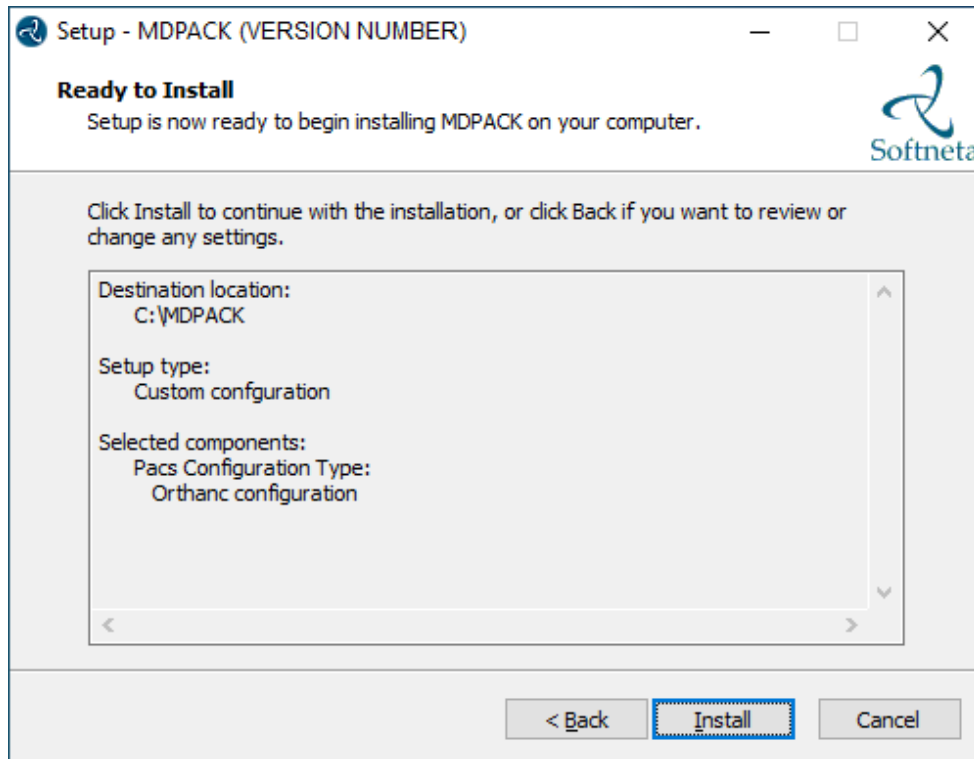 Setup - MDPACK (VERSION NUMBER)
Ready to Install
Setup is now ready to begin installing MDPACK on your computer.
Softneta
Click Install to continue with the installation, or click Back if you want to review or
change any settings.
Destination location:
C:\MDPACK
Setup type:
Custom confguration
Selected components:
Pacs Configuration Type:
Orthanc configuration
< Back
Install
Cancel